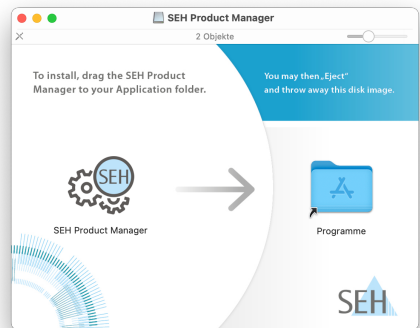 SEH Product Manager
2 Objekte
To install, drag the SEH Product
Manager to your Application folder.
You may then „Eject"
and throw away this disk image.
SEH
SEH Product Manager
Programme
SEH